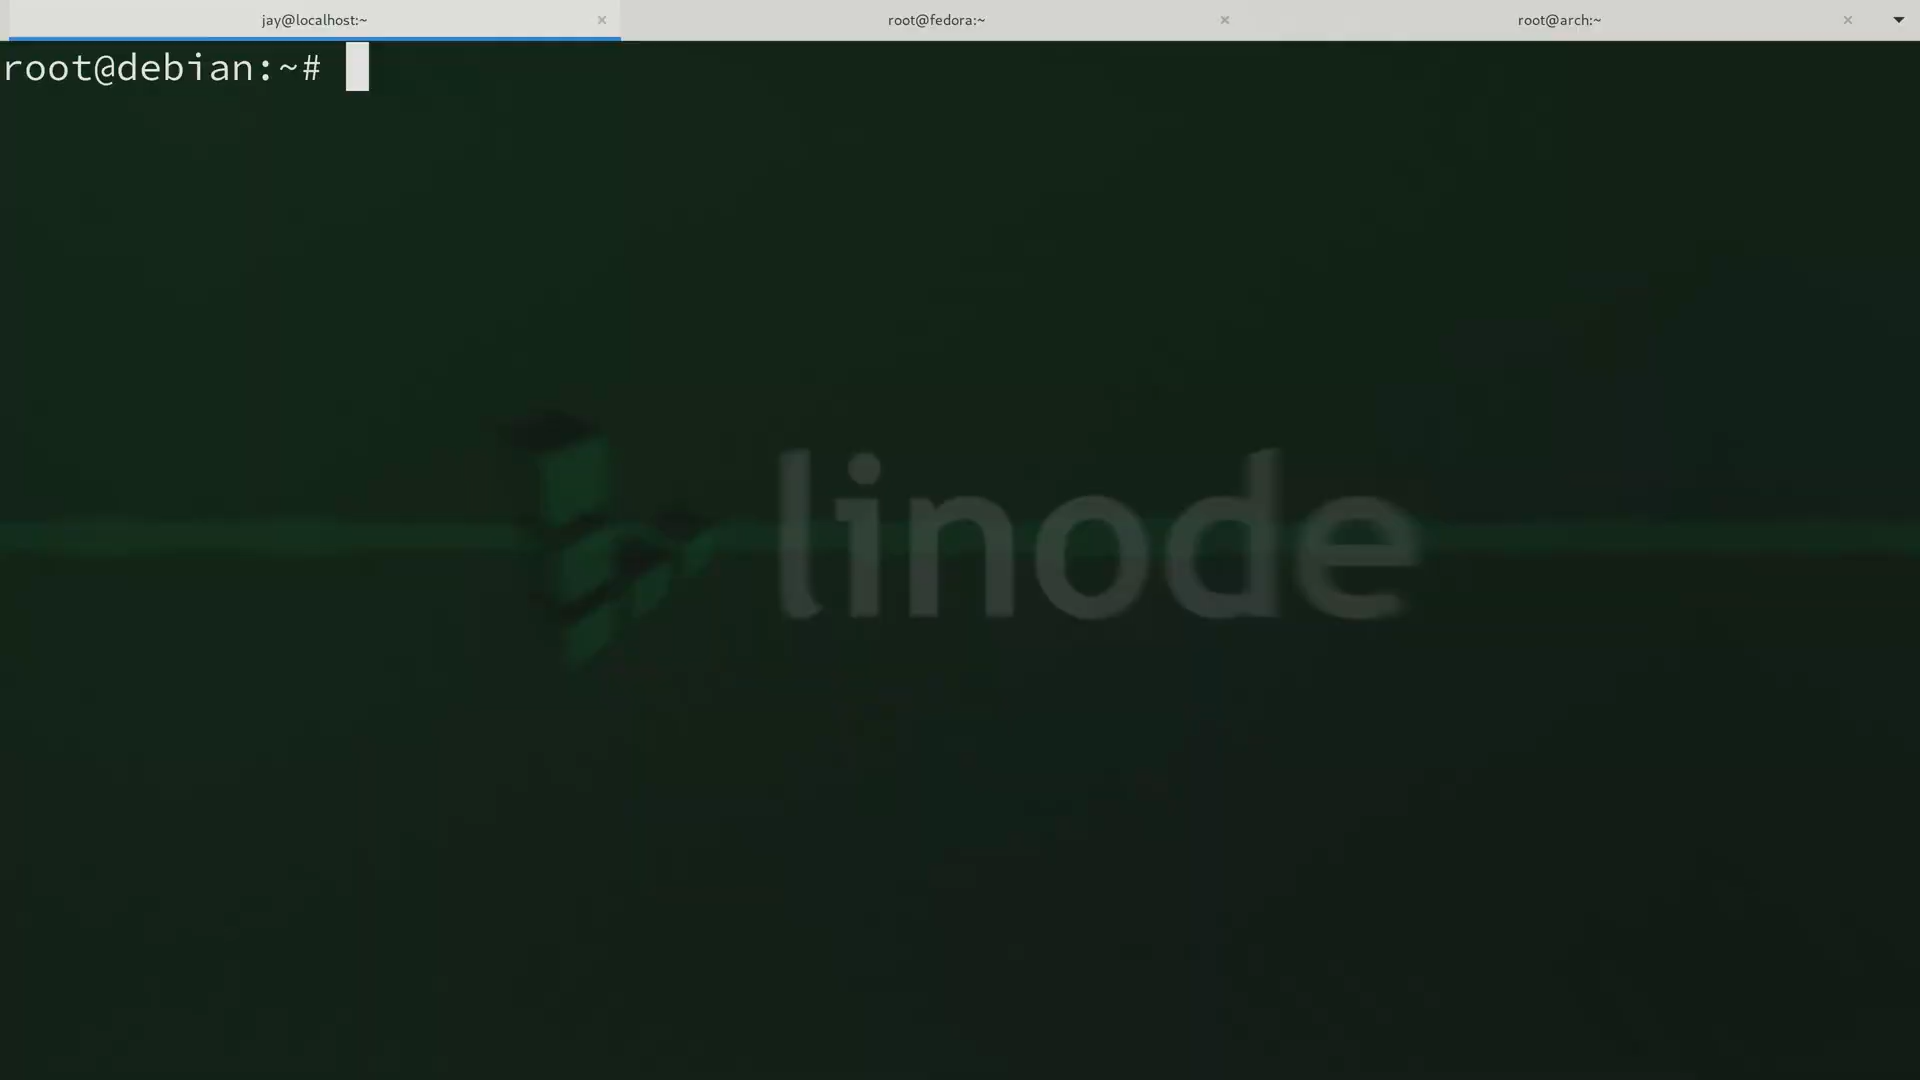 jay@localhost:~ × root@fedora:~ × root@arch:~ ×
root@debian:~#
linode